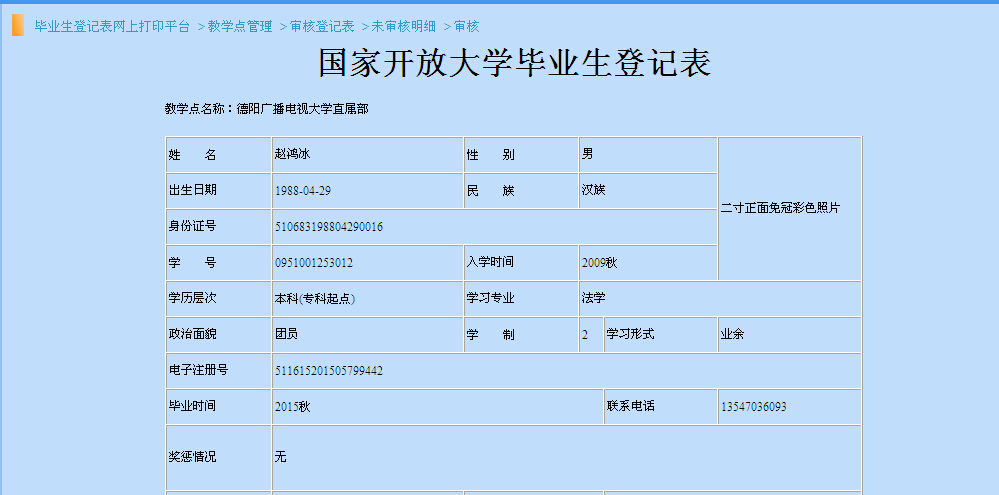 毕业生登记表网上打印平台 >教学点管理 >审核登记表 >未审核明细 >审核
国家开放大学毕业生登记表
教学点名称：德阳广播电视大学直属部
姓 名 赵鸿冰 性 别 男
出生日期 1988-04-29 民 族 汉族
二寸正面免冠彩色照片
身份证号 510683198804290016
学 号 0951001253012 入学时间 2009秋
学历层次 本科(专科起点) 学习专业 法学
政治面貌 团员 学 制 2 学习形式 业余
电子注册号 511615201505799442
毕业时间 2015秋 联系电话 13547036093
奖惩情况 无